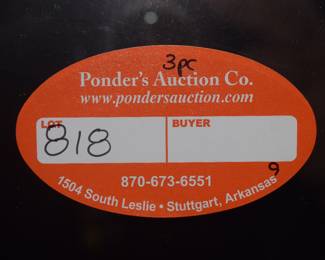 3pc
Ponder's Auction Co.
www.pondersauction.com
LOT BUYER
818
870-673-6551
9
1504 South Leslie • Stuttgart, Arkansas